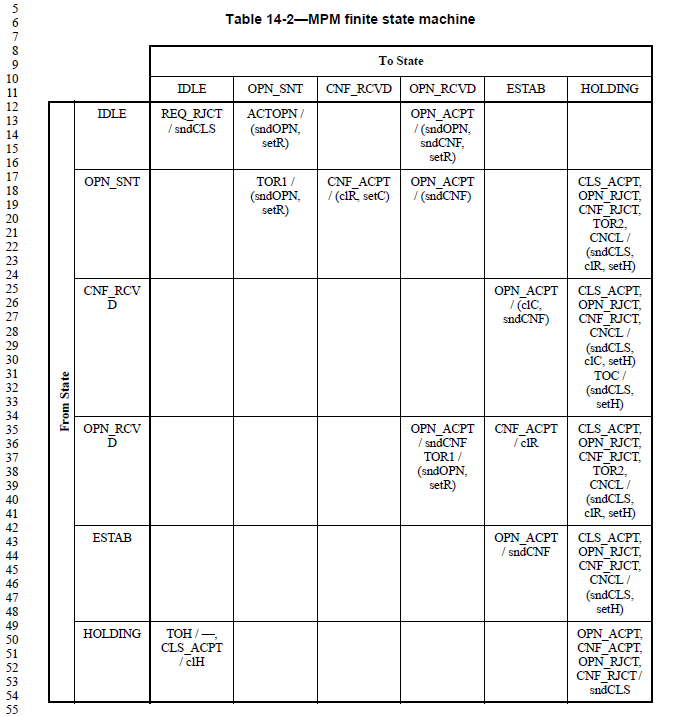 5
6
7
8
9
10
11
12
13
14
15
16
17
18
19
20
21
22
23
24
25
26
27
28
29
30
31
32
33
34
35
36
37
38
39
40
41
42
43
44
45
46
47
48
49
50
51
52
53
54
55
Table 14-2—MPM finite state machine
To State
IDLE OPN_SNT CNF_RCVD OPN_RCVD ESTAB HOLDING
From State
IDLE
REQ_RJCT
/ sndCLS
ACTOPN /
(sndOPN,
setR)
OPN_ACPT
/ (sndOPN,
sndCNF,
setR)
OPN_SNT
TOR1 /
(sndOPN,
setR)
CNF_ACPT
/ (clR, setC)
OPN_ACPT
/ (sndCNF)
CLS_ACPT,
OPN_RJCT,
CNF_RJCT,
TOR2,
CNCL /
(sndCLS,
clR, setH)
CNF_RCV
D
OPN_ACPT
/ (clC,
sndCNF)
CLS_ACPT,
OPN_RJCT,
CNF_RJCT,
CNCL /
(sndCLS,
clC, setH)
TOC /
(sndCLS,
setH)
OPN_RCV
D
OPN_ACPT
/ sndCNF
TOR1 /
(sndOPN,
setR)
CNF_ACPT
/ clR
CLS_ACPT,
OPN_RJCT,
CNF_RJCT,
TOR2,
CNCL /
(sndCLS,
clR, setH)
ESTAB
OPN_ACPT
/ sndCNF
CLS_ACPT,
OPN_RJCT,
CNF_RJCT,
CNCL /
(sndCLS,
setH)
HOLDING
TOH / —,
CLS_ACPT
/ clH
OPN_ACPT,
CNF_ACPT,
OPN_RJCT,
CNF_RJCT /
sndCLS